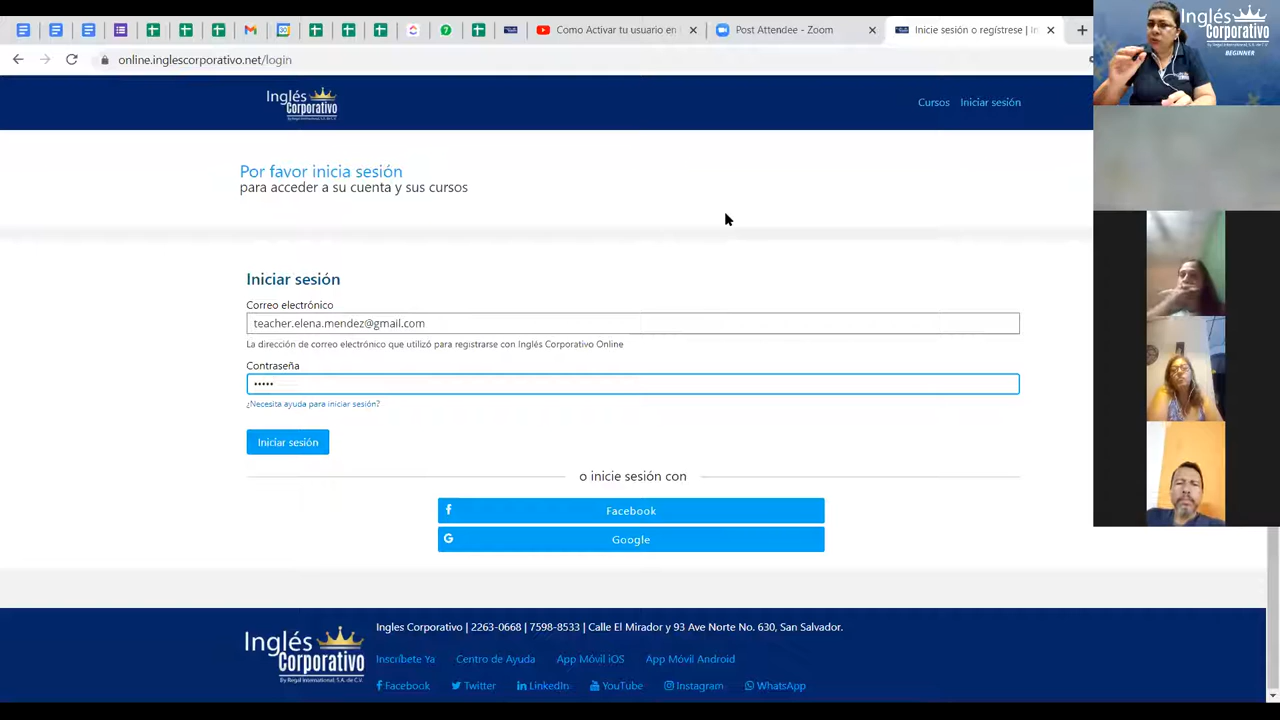 Como Activar tu usuario en
Post Attendee - Zoom
Inicie sesión o regístrese | In
online.inglescorporativo.net/login
Inglés
Corporativo
BEGINNER
Inglés
Corporativo
Cursos
Iniciar sesión
Por favor inicia sesión
para acceder a su cuenta y sus cursos
Iniciar sesión
Correo electrónico
teacher.elena.mendez@gmail.com
La dirección de correo electrónico que utilizó para registrarse con Inglés Corporativo Online
Contraseña
•••••
¿Necesita ayuda para iniciar sesión?
Iniciar sesión
o inicie sesión con
Facebook
Google
Inglés
Corporativo
By Regal International, S.A. de C.V.
Ingles Corporativo | 2263-0668 | 7598-8533 | Calle El Mirador y 93 Ave Norte No. 630, San Salvador.
Inscríbete Ya
Centro de Ayuda
App Móvil iOS
App Móvil Android
Facebook
Twitter
LinkedIn
YouTube
Instagram
WhatsApp